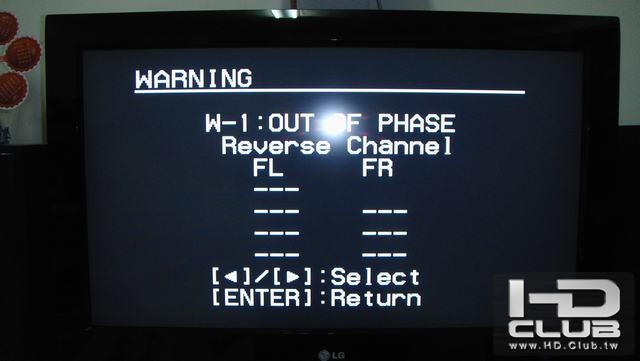 WARNING
W-1:OUT OF PHASE
Reverse Channel
FL FR
---
--- ---
--- ---
--- ---
[◄]/[►]:Select
[ENTER]:Return
HD
CLUB
www.HD.Club.tw
LG